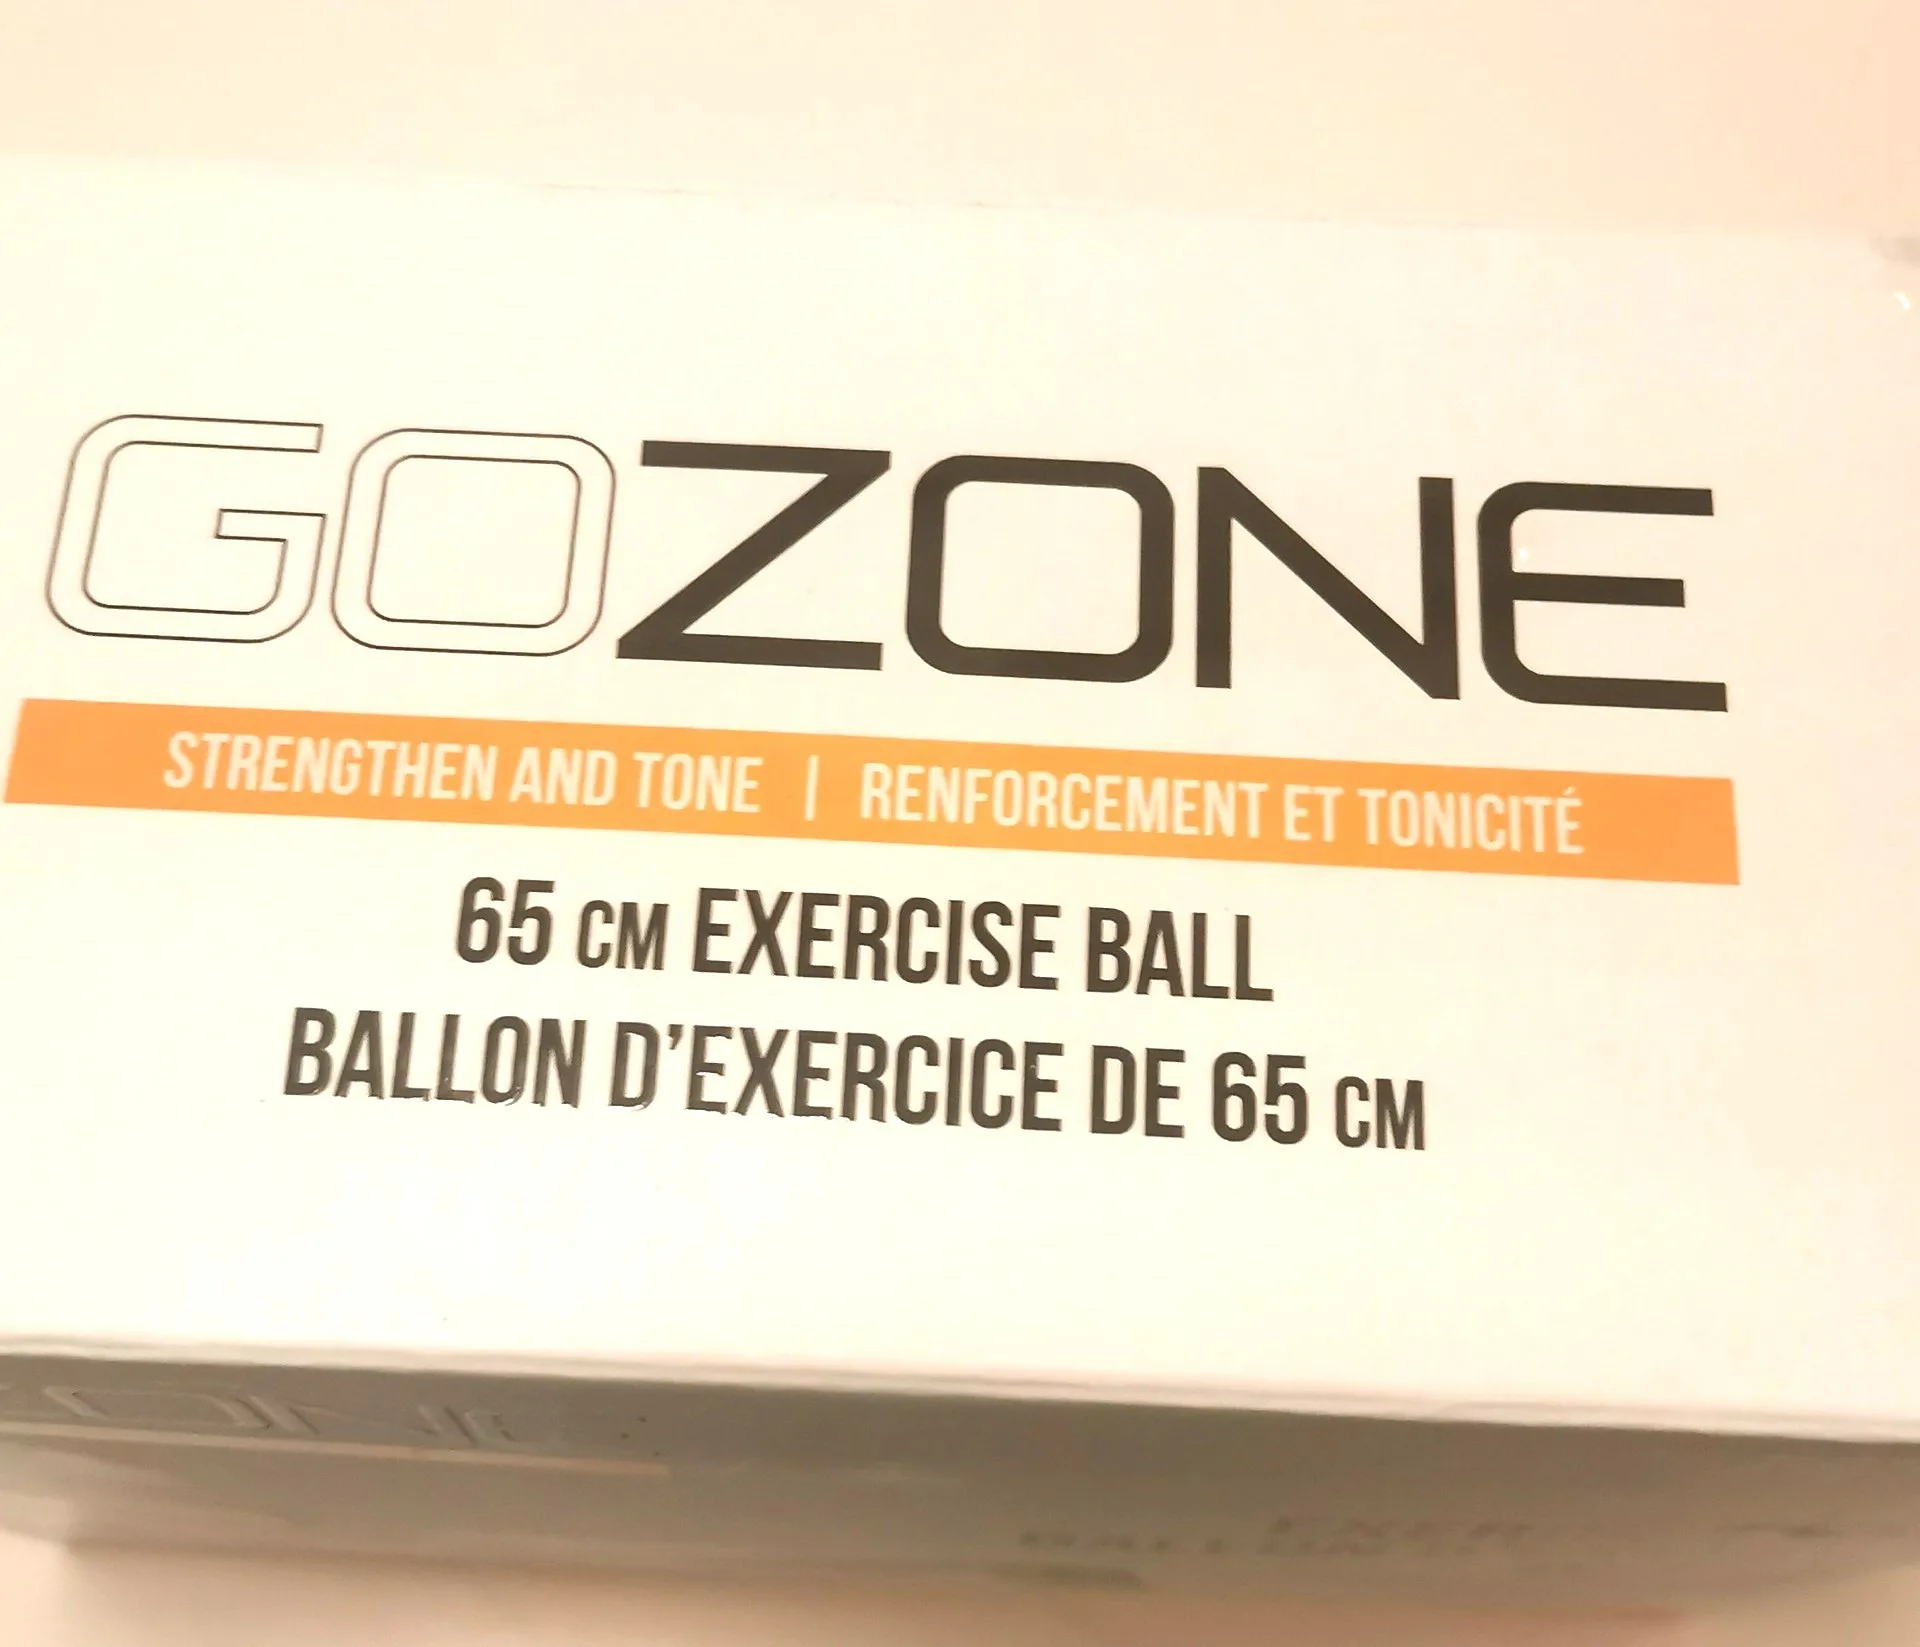 GOZONE
STRENGTHEN AND TONE | RENFORCEMENT ET TONICITÉ
65 CM EXERCISE BALL
BALLON D'EXERCICE DE 65 CM